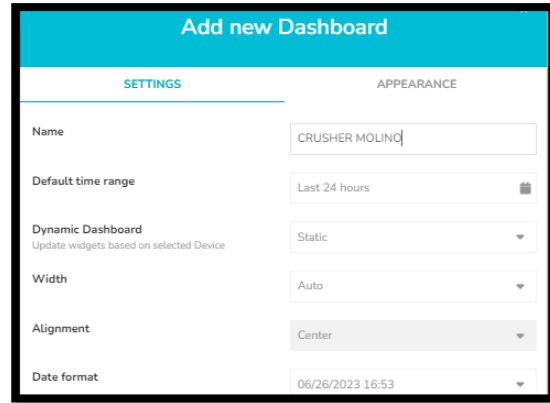 Add new Dashboard
SETTINGS APPEARANCE
Name
CRUSHER MOLINO
Default time range
Last 24 hours
Dynamic Dashboard
Update widgets based on selected Device
Static
Width
Auto
Alignment
Center
Date format
06/26/2023 16:53